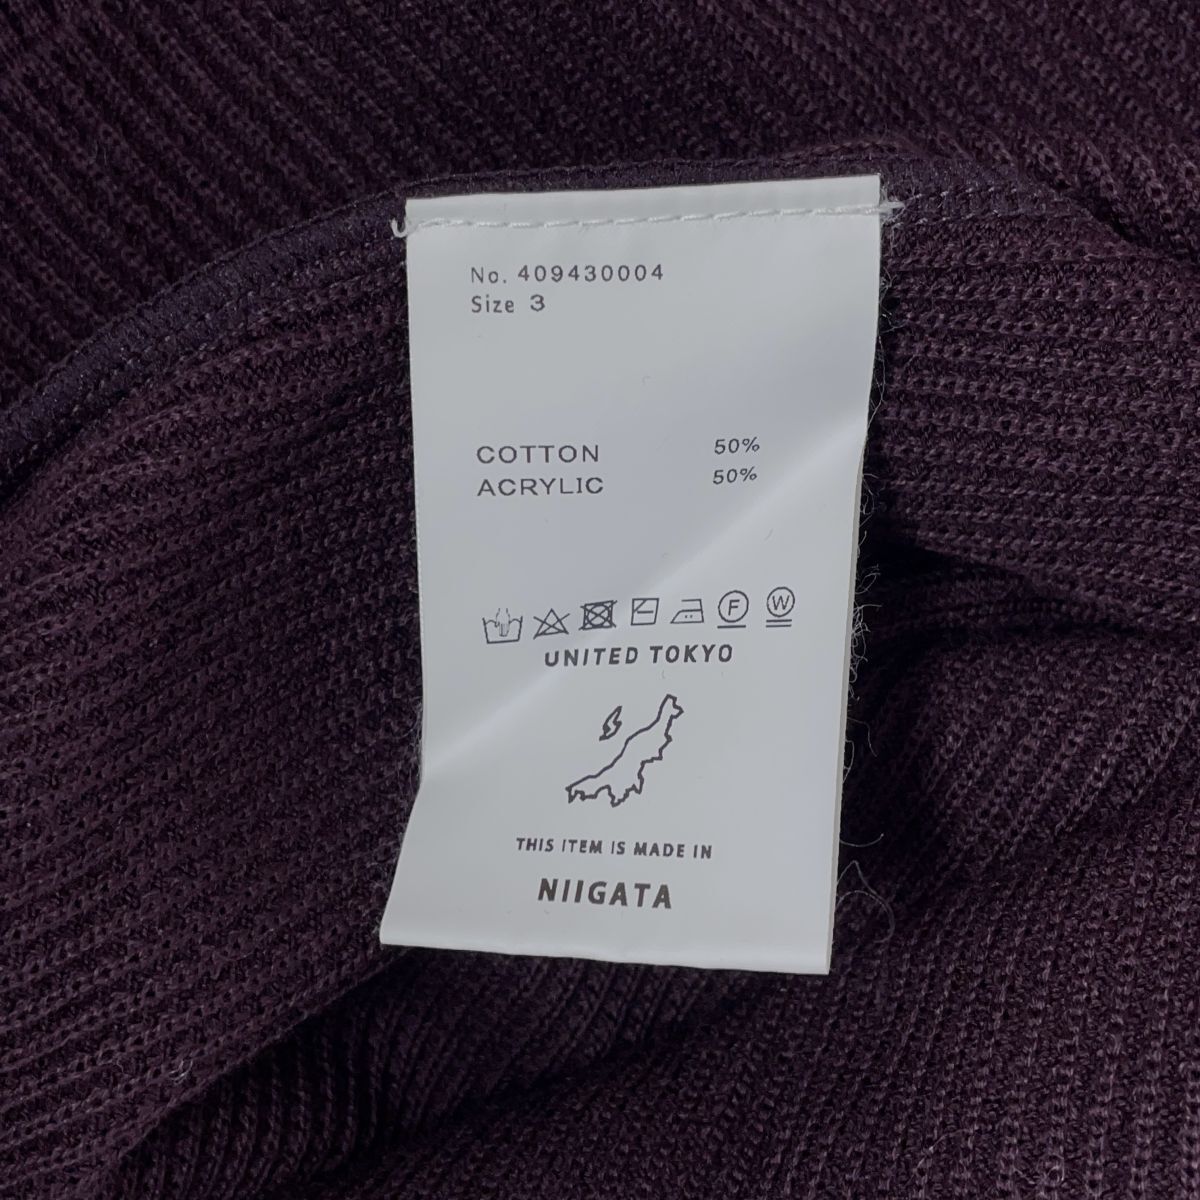 No. 409430004
Size 3
COTTON 50%
ACRYLIC 50%
F W
UNITED TOKYO
THIS ITEM IS MADE IN
NIIGATA